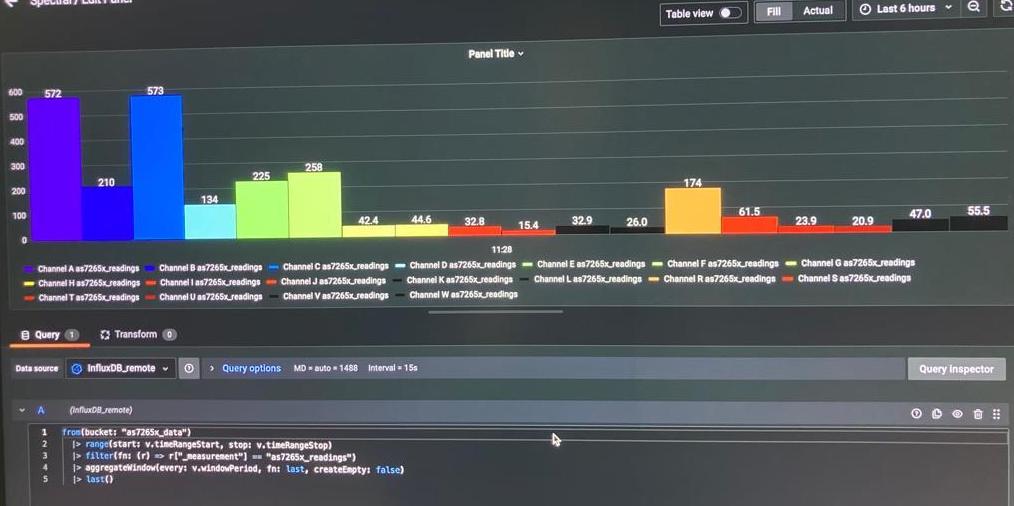 Spectral / Edit Panel
Table view
Fill
Actual
Last 6 hours
Panel Title
600
500
400
300
200
100
0
572
210
573
134
225
258
42.4
44.6
32.8
15.4
32.9
26.0
174
61.5
23.9
20.9
47.0
55.5
11:28
Channel A as7265x_readings Channel B as7265x_readings Channel C as7265x_readings Channel D as7265x_readings Channel E as7265x_readings Channel F as7265x_readings Channel G as7265x_readings
Channel H as7265x_readings Channel I as7265x_readings Channel J as7265x_readings Channel K as7265x_readings Channel L as7265x_readings Channel R as7265x_readings Channel S as7265x_readings
Channel T as7265x_readings Channel U as7265x_readings Channel V as7265x_readings Channel W as7265x_readings
Query 1 Transform 0
Data source InfluxDB_remote Query options MD = auto = 1488 Interval = 15s Query inspector
A (InfluxDB_remote)
1 from(bucket: "as7265x_data")
2 |> range(start: v.timeRangeStart, stop: v.timeRangeStop)
3 |> filter(fn: (r) => r["_measurement"] == "as7265x_readings")
4 |> aggregateWindow(every: v.windowPeriod, fn: last, createEmpty: false)
5 |> last()